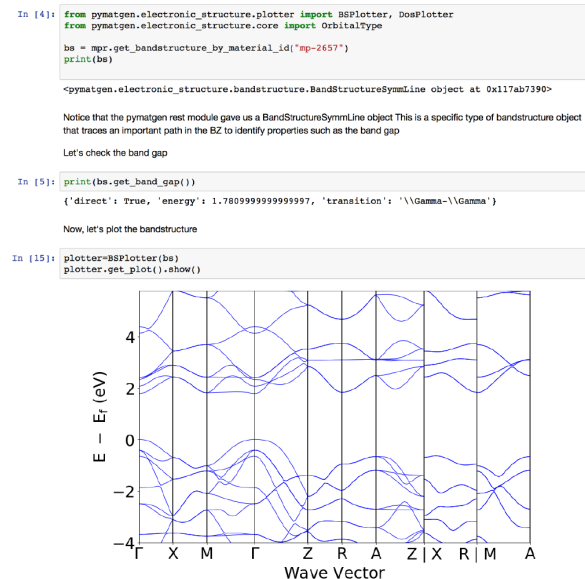 In [4]: from pymatgen.electronic_structure.plotter import BSPlotter, DosPlotter
from pymatgen.electronic_structure.core import OrbitalType
bs = mpr.get_bandstructure_by_material_id("mp-2657")
print(bs)
<pymatgen.electronic_structure.bandstructure.BandStructureSymmLine object at 0x117ab7390>
Notice that the pymatgen rest module gave us a BandStructureSymmLine object This is a specific type of bandstructure object
that traces an important path in the BZ to identify properties such as the band gap
Let's check the band gap
In [5]: print(bs.get_band_gap())
{'direct': True, 'energy': 1.7809999999999997, 'transition': '\\Gamma-\\Gamma'}
Now, let's plot the bandstructure
In [15]: plotter=BSPlotter(bs)
plotter.get_plot().show()
E − E_f (eV)
4
2
0
−2
−4
Γ X M Γ Z R A Z|X R|M A
Wave Vector